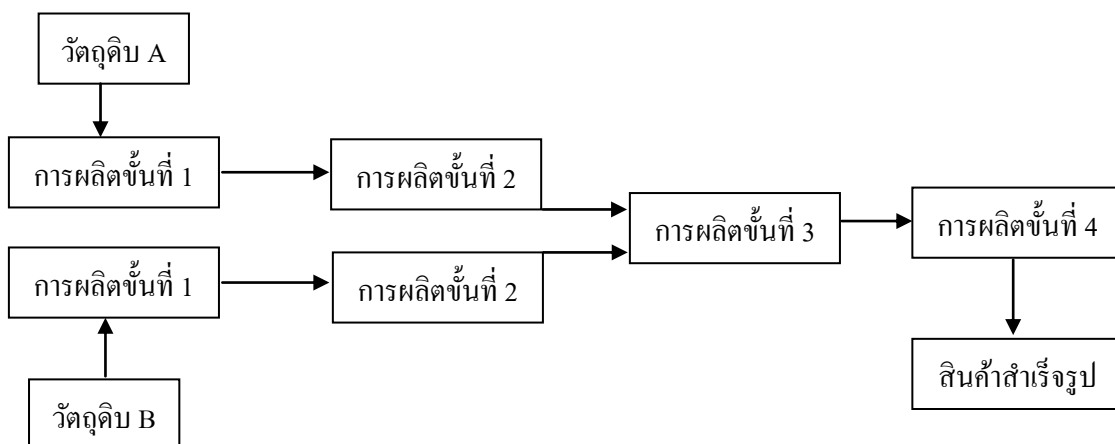 วัตถุดิบ A
การผลิตขั้นที่ 1
การผลิตขั้นที่ 2
การผลิตขั้นที่ 3
การผลิตขั้นที่ 4
การผลิตขั้นที่ 1
การผลิตขั้นที่ 2
สินค้าสำเร็จรูป
วัตถุดิบ B